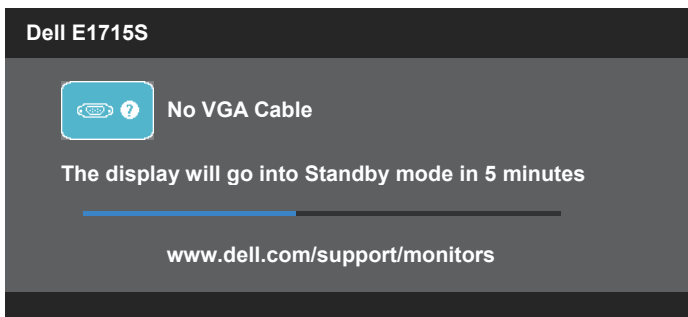 Dell E1715S
No VGA Cable
The display will go into Standby mode in 5 minutes
www.dell.com/support/monitors